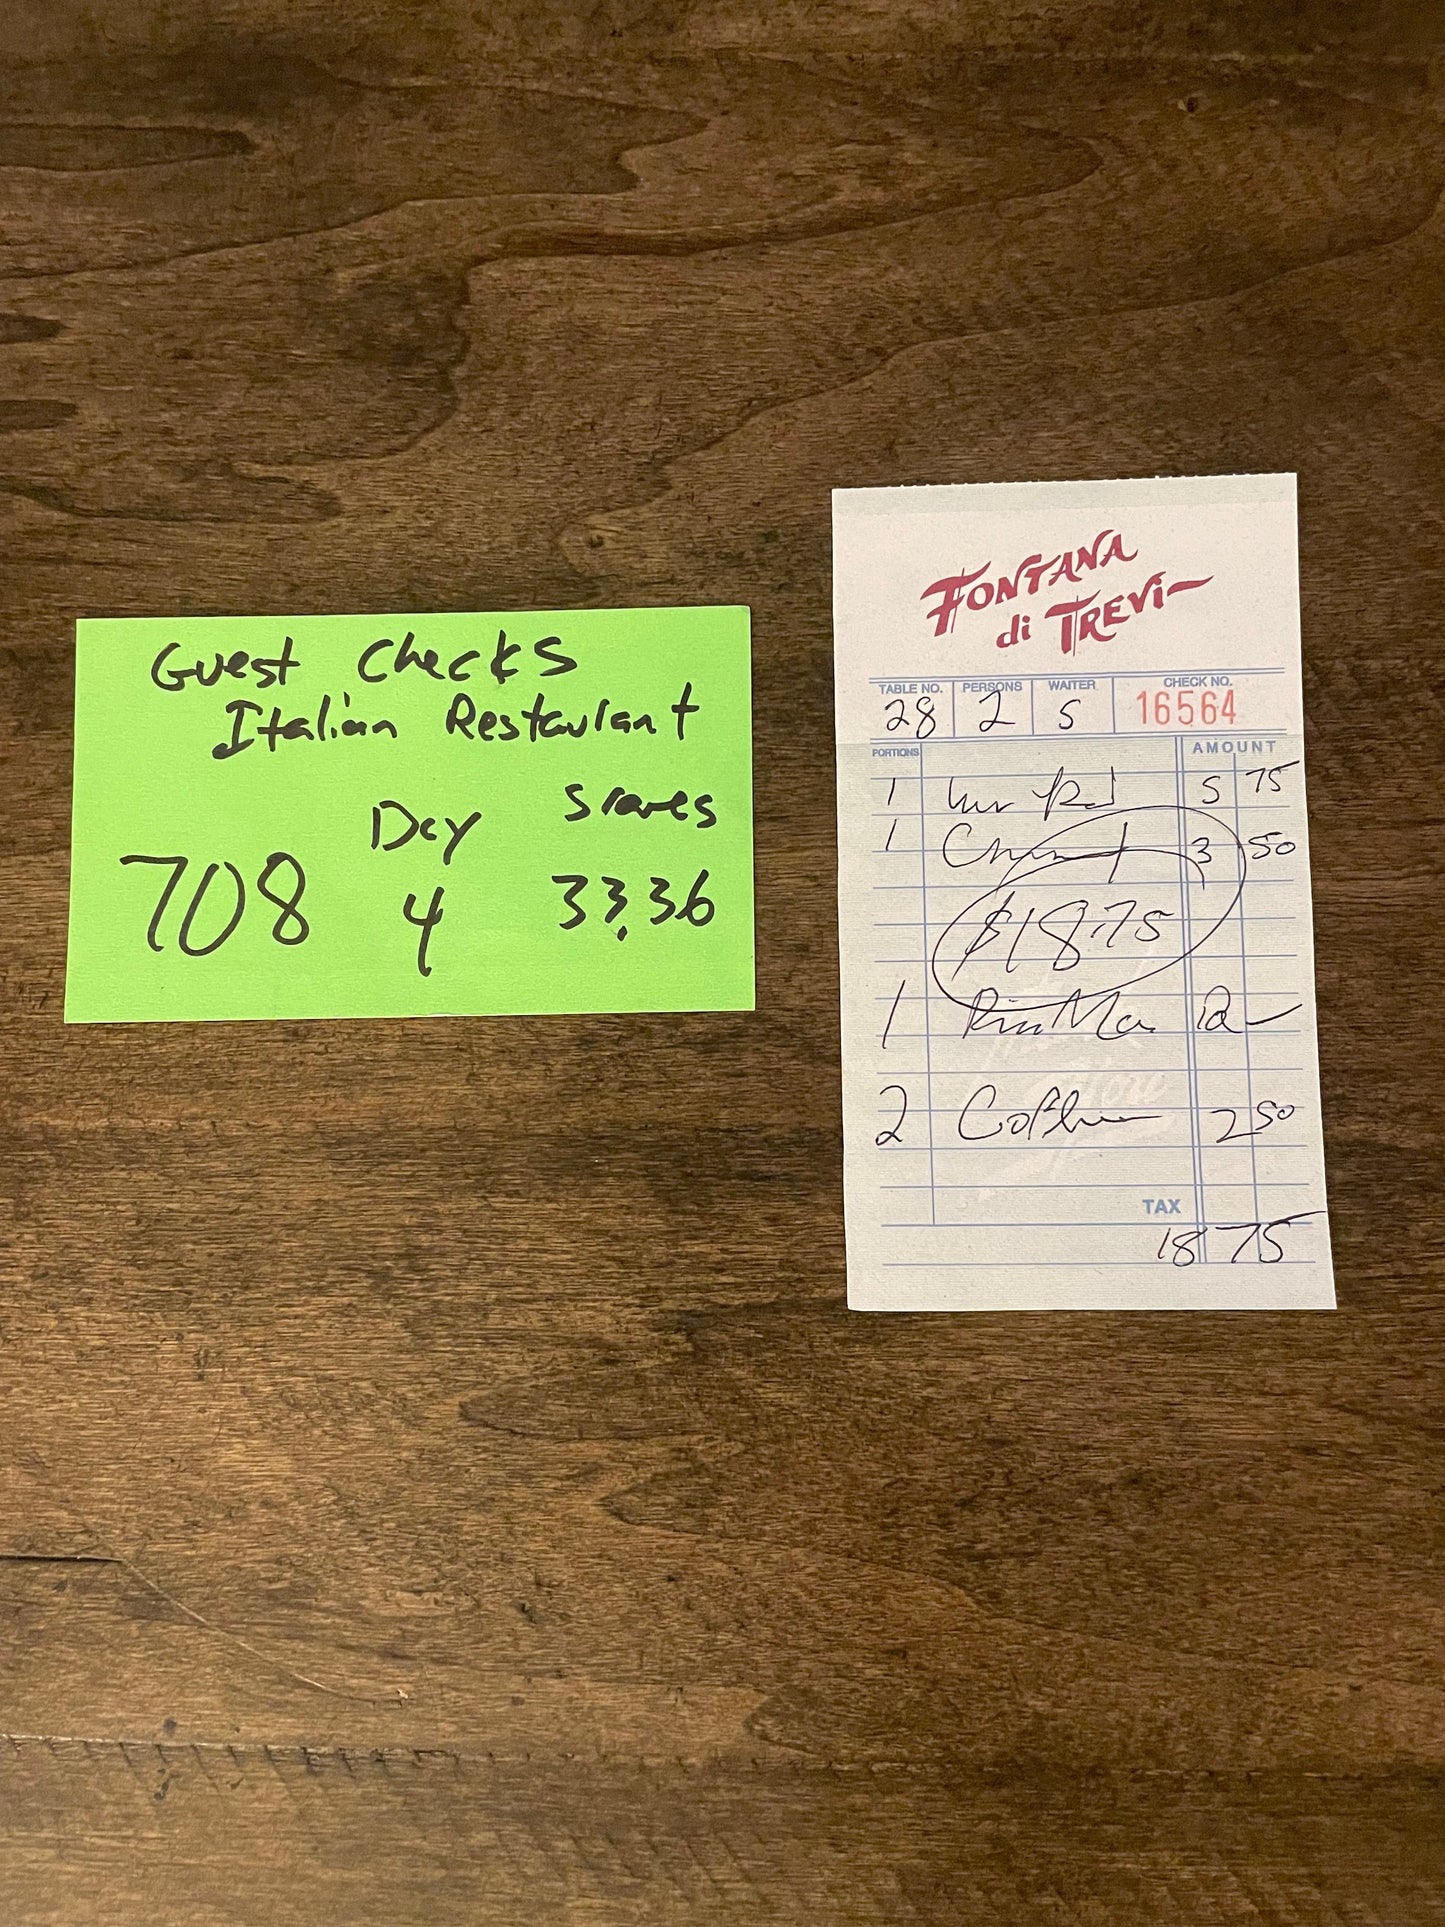 Guest Checks
Italian Restaurant
Day Scenes
708 4 33,36
FONTANA
di TREVI
TABLE NO. PERSONS WAITER CHECK NO.
28 2 S 16564
PORTIONS AMOUNT
1 5 75
1 3 50
$18.75
1 12 —
2 2 50
TAX
18 75